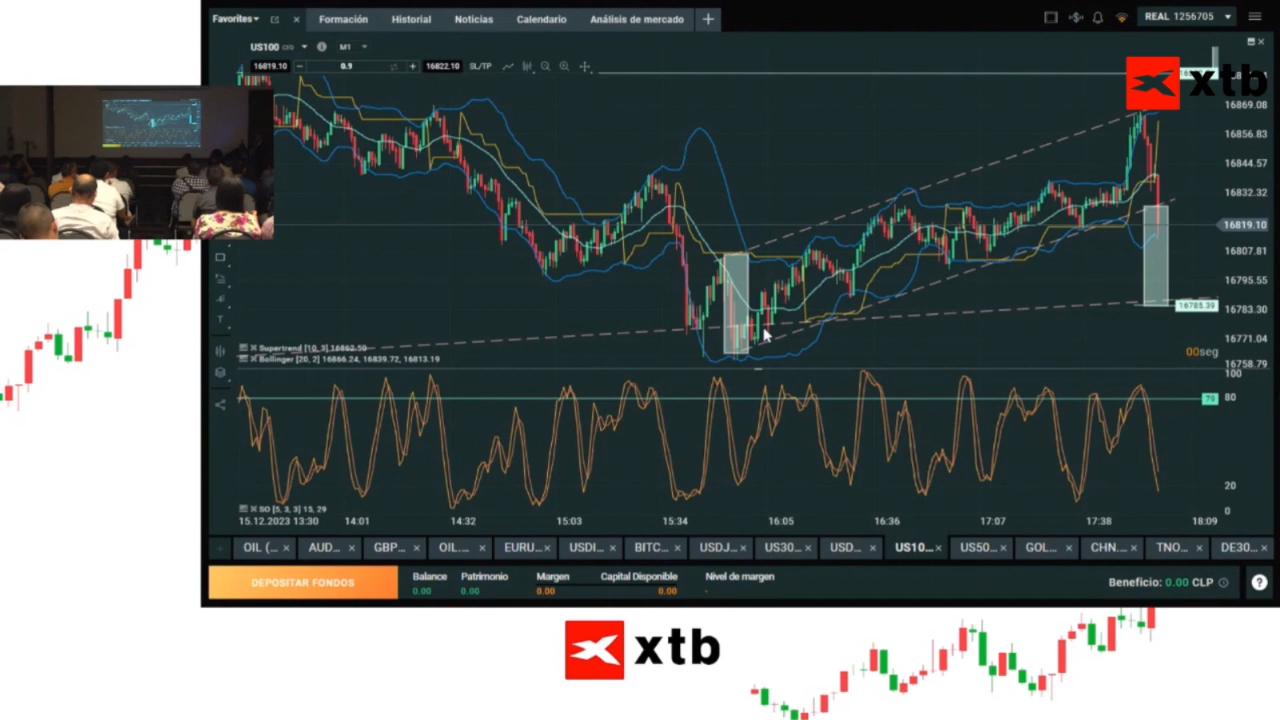 Favorites
Formación
Historial
Noticias
Calendario
Análisis de mercado
REAL 1256705
US100 CFD M1
16819.10 − 0.9 + 16822.10 SL/TP
xtb
16869.08
16856.83
16844.57
16832.32
16819.10
16807.81
16795.55
16785.39
16783.30
16771.04
00seg
16758.79
Supertrend [10, 3] 16862.50
Bollinger [20, 2] 16866.24, 16839.72, 16813.19
100
79
80
20
0
SO [5, 3, 3] 15, 29
15.12.2023 13:30 14:01 14:32 15:03 15:34 16:05 16:36 17:07 17:38 18:09
OIL (... AUD... GBP... OIL.... EURU... USDI... BITC... USDJ... US30... USD... US10... US50... GOL... CHN.... TNO... DE30...
DEPOSITAR FONDOS
Balance Patrimonio Margen Capital Disponible Nivel de margen
0.00 0.00 0.00 0.00 -
Beneficio: 0.00 CLP
xtb